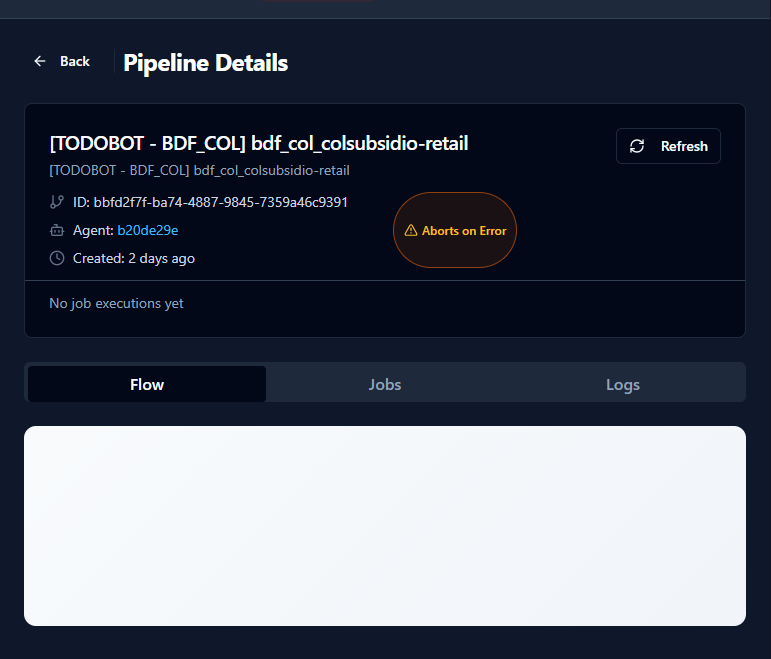 Back
Pipeline Details
[TODOBOT - BDF_COL] bdf_col_colsubsidio-retail
Refresh
[TODOBOT - BDF_COL] bdf_col_colsubsidio-retail
ID: bbfd2f7f-ba74-4887-9845-7359a46c9391
Agent: b20de29e
Aborts on Error
Created: 2 days ago
No job executions yet
Flow
Jobs
Logs